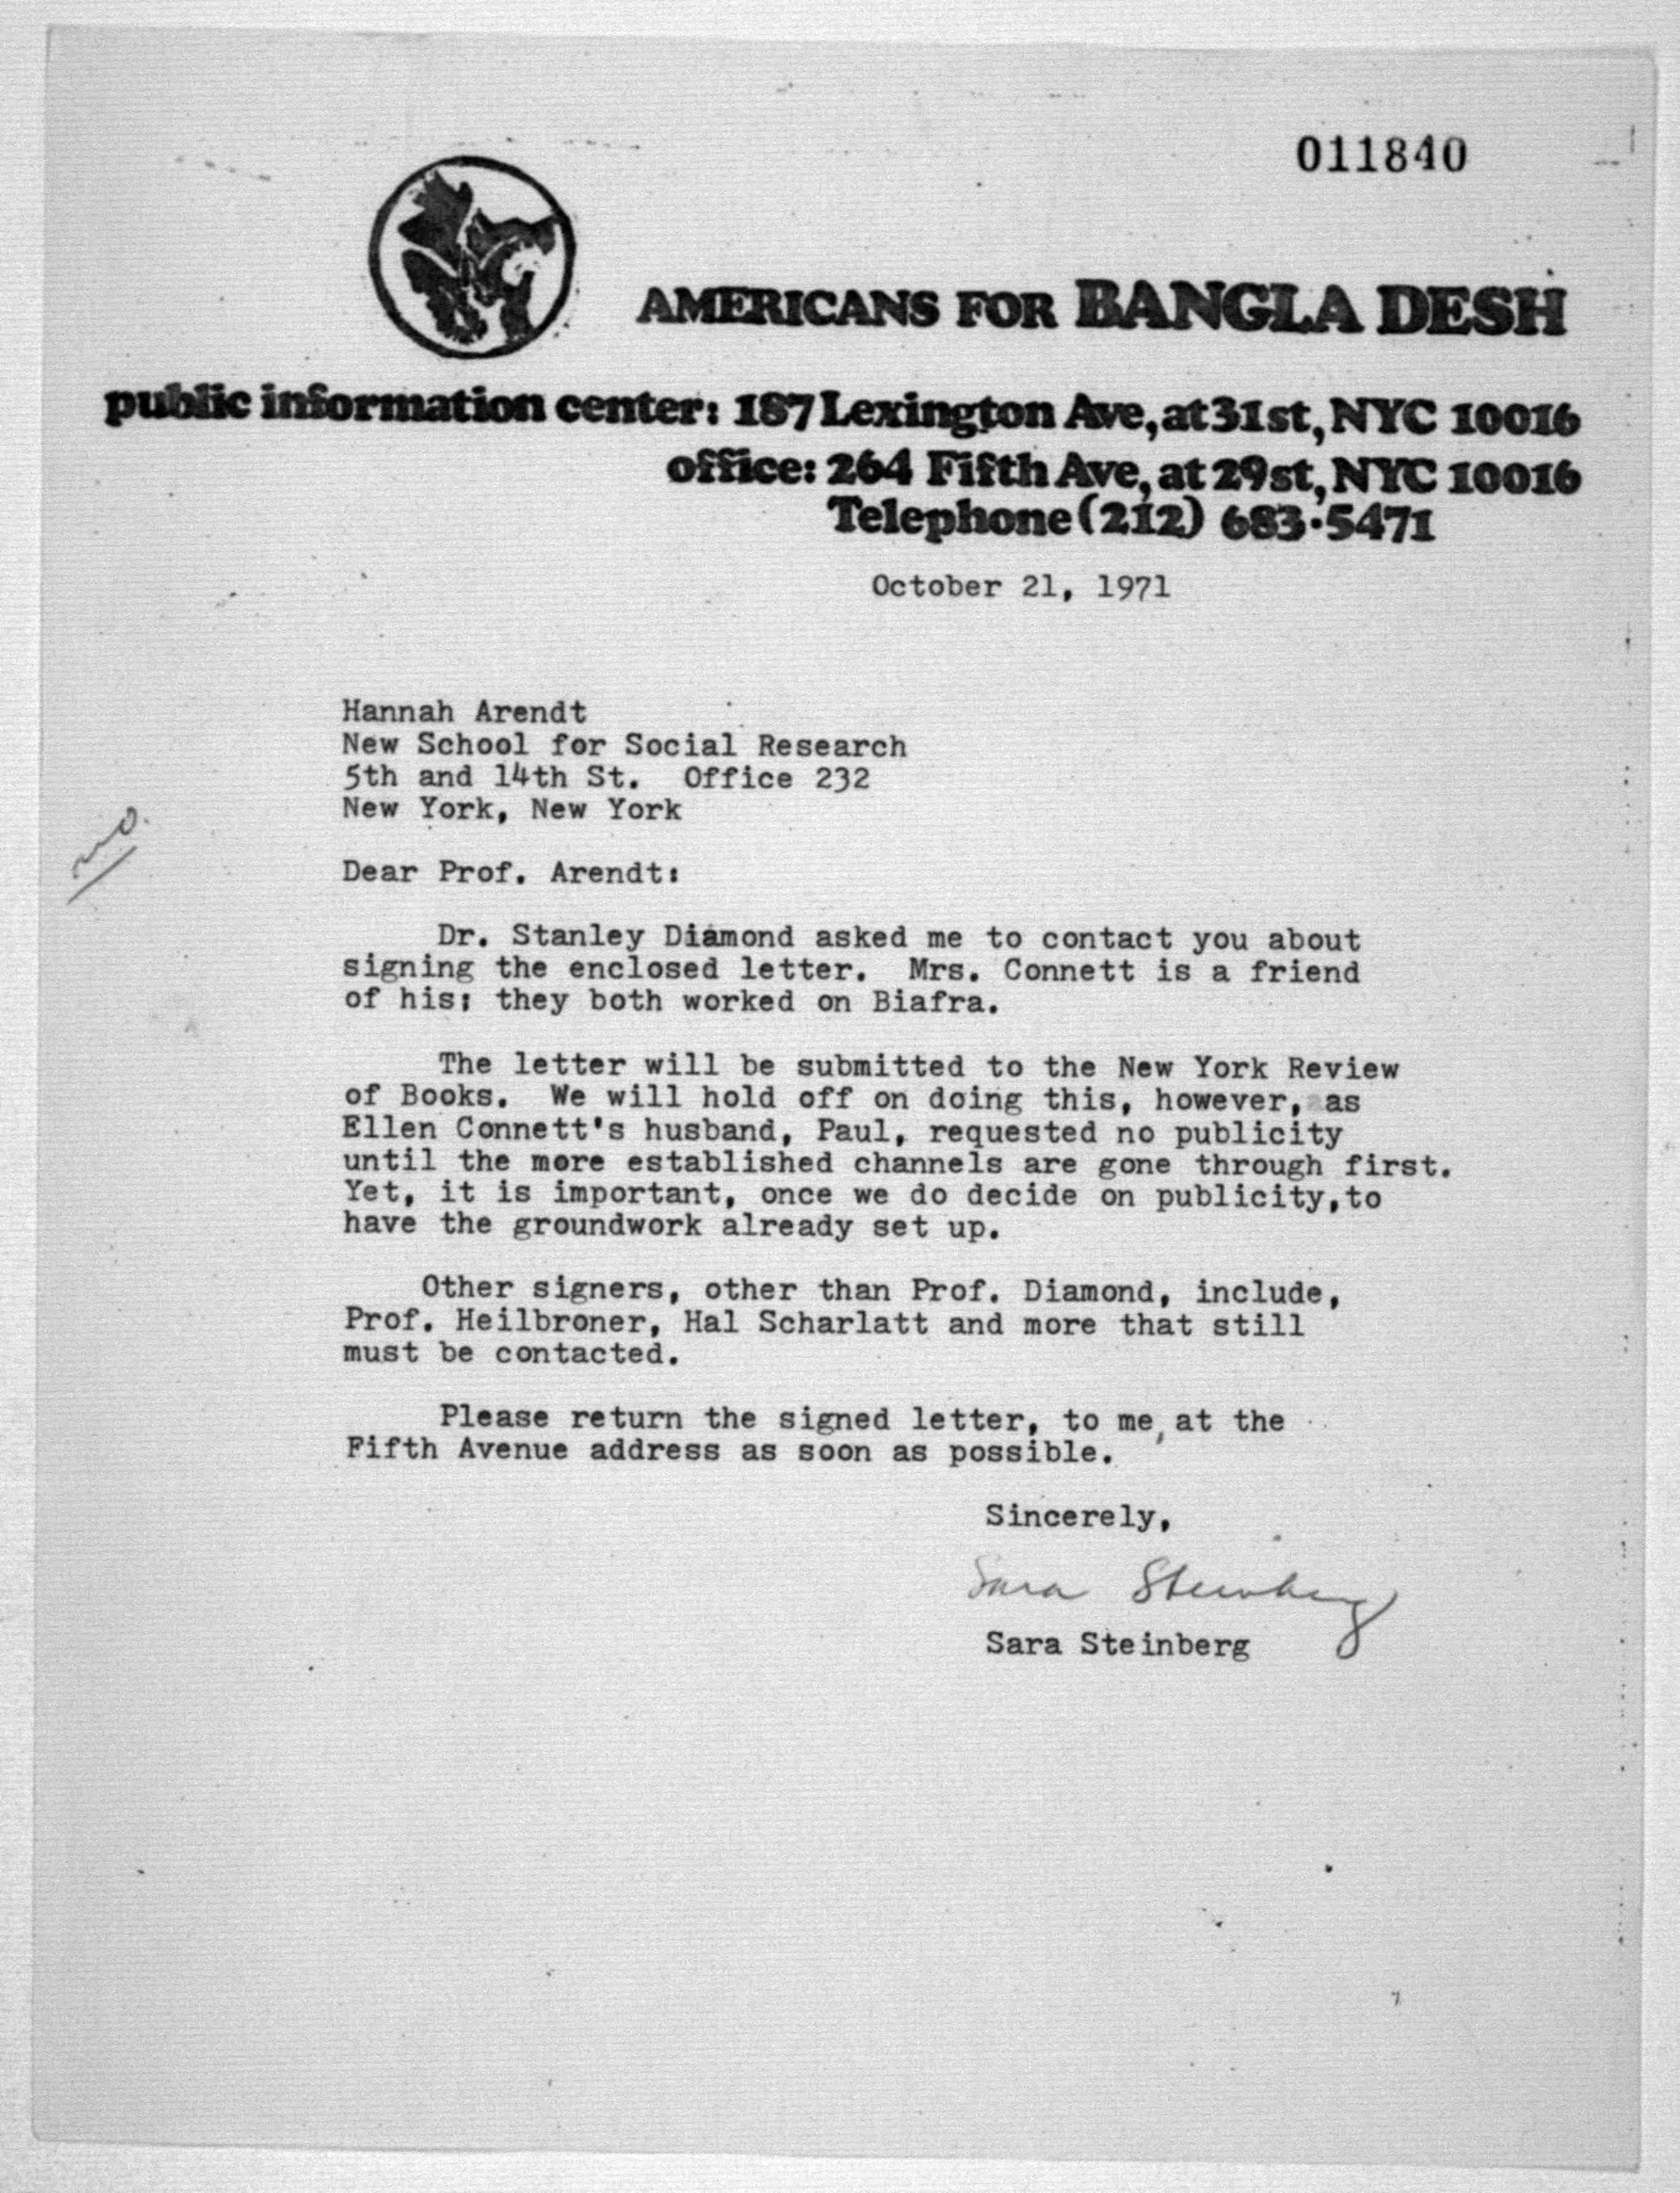 011840
AMERICANS FOR BANGLA DESH
public information center: 187 Lexington Ave, at 31st, NYC 10016
office: 264 Fifth Ave, at 29st, NYC 10016
Telephone (212) 683·5471
October 21, 1971
Hannah Arendt
New School for Social Research
5th and 14th St.  Office 232
New York, New York
no.
Dear Prof. Arendt:
Dr. Stanley Diamond asked me to contact you about
signing the enclosed letter.  Mrs. Connett is a friend
of his; they both worked on Biafra.
The letter will be submitted to the New York Review
of Books.  We will hold off on doing this, however, as
Ellen Connett's husband, Paul, requested no publicity
until the more established channels are gone through first.
Yet, it is important, once we do decide on publicity,to
have the groundwork already set up.
Other signers, other than Prof. Diamond, include,
Prof. Heilbroner, Hal Scharlatt and more that still
must be contacted.
Please return the signed letter, to me, at the
Fifth Avenue address as soon as possible.
Sincerely,
Sara Steinberg
Sara Steinberg